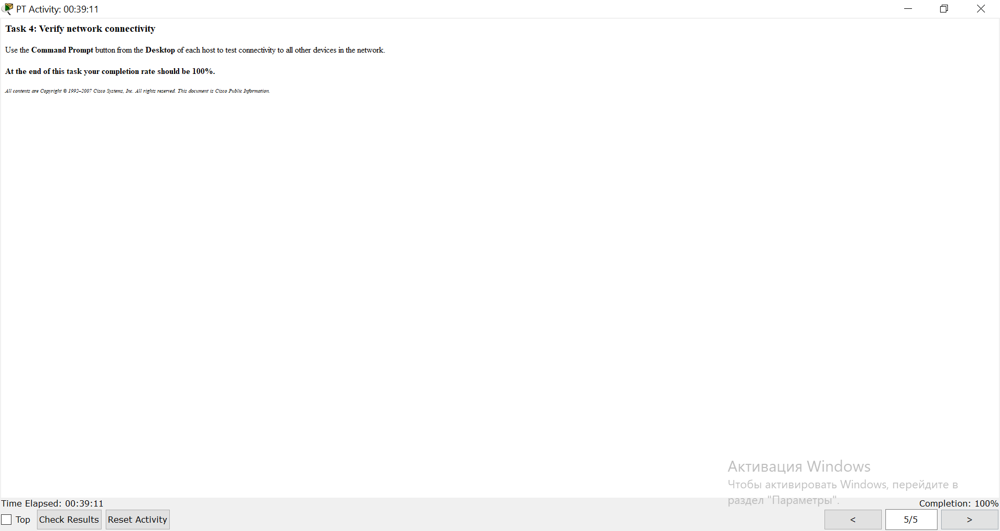 PT Activity: 00:39:11
Task 4: Verify network connectivity
Use the Command Prompt button from the Desktop of each host to test connectivity to all other devices in the network.
At the end of this task your completion rate should be 100%.
All contents are Copyright © 1992–2007 Cisco Systems, Inc. All rights reserved. This document is Cisco Public Information.
Активация Windows
Чтобы активировать Windows, перейдите в
раздел "Параметры".
Time Elapsed: 00:39:11
Completion: 100%
Top
Check Results
Reset Activity
<
5/5
>